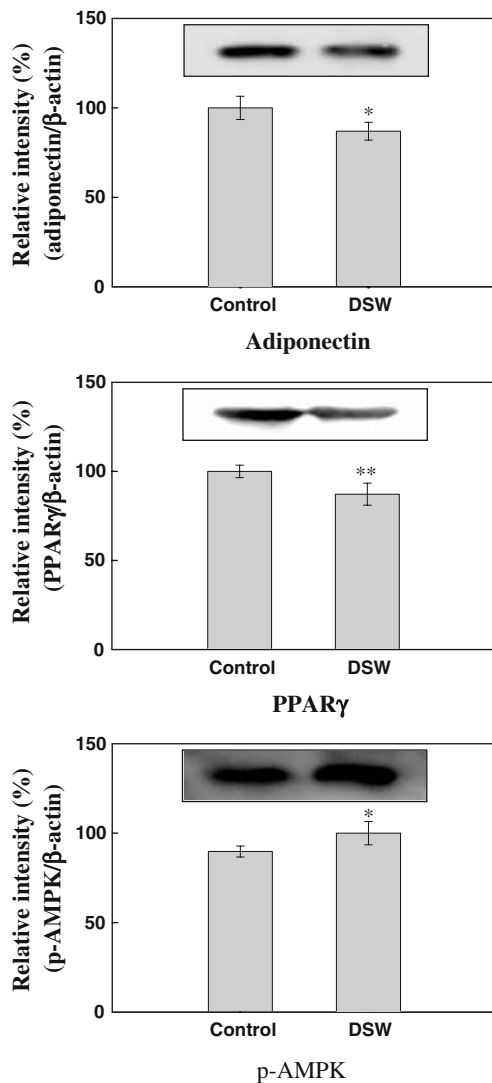 Relative intensity (%)
(adiponectin/β-actin)
150
100
50
0
*
Control DSW
Adiponectin
Relative intensity (%)
(PPARγ/β-actin)
150
100
50
0
**
Control DSW
PPARγ
Relative intensity (%)
(p-AMPK/β-actin)
150
100
50
0
*
Control DSW
p-AMPK